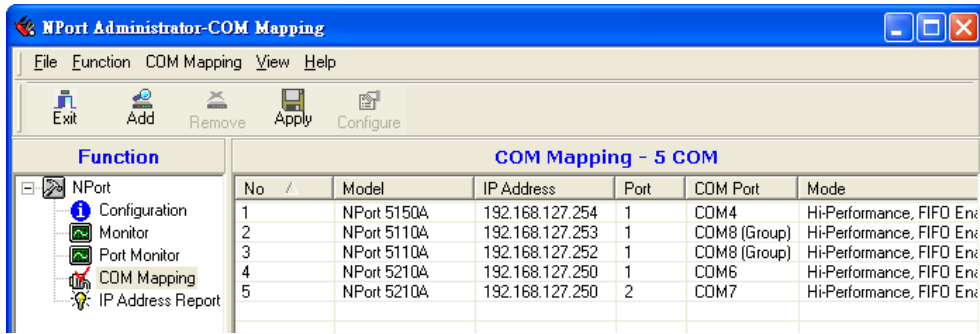 NPort Administrator-COM Mapping
File Function COM Mapping View Help
Exit Add Remove Apply Configure
Function
COM Mapping - 5 COM
NPort
Configuration
Monitor
Port Monitor
COM Mapping
IP Address Report
No Model IP Address Port COM Port Mode
1 NPort 5150A 192.168.127.254 1 COM4 Hi-Performance, FIFO Ena
2 NPort 5110A 192.168.127.253 1 COM8 (Group) Hi-Performance, FIFO Ena
3 NPort 5110A 192.168.127.252 1 COM8 (Group) Hi-Performance, FIFO Ena
4 NPort 5210A 192.168.127.250 1 COM6 Hi-Performance, FIFO Ena
5 NPort 5210A 192.168.127.250 2 COM7 Hi-Performance, FIFO Ena